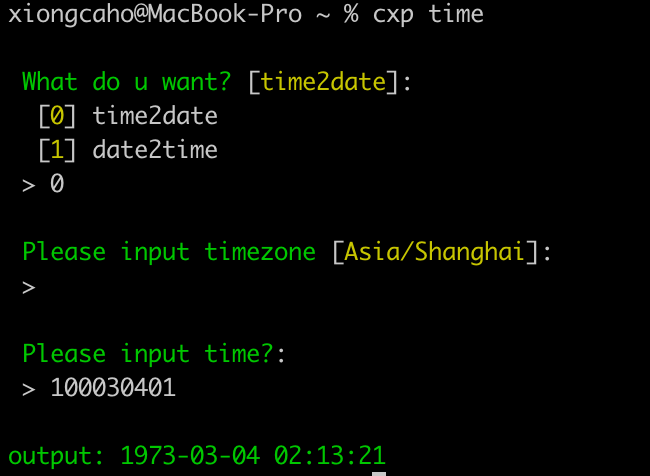 xiongcaho@MacBook-Pro ~ % cxp time
What do u want? [time2date]:
[0] time2date
[1] date2time
> 0
Please input timezone [Asia/Shanghai]:
>
Please input time?:
> 100030401
output: 1973-03-04 02:13:21